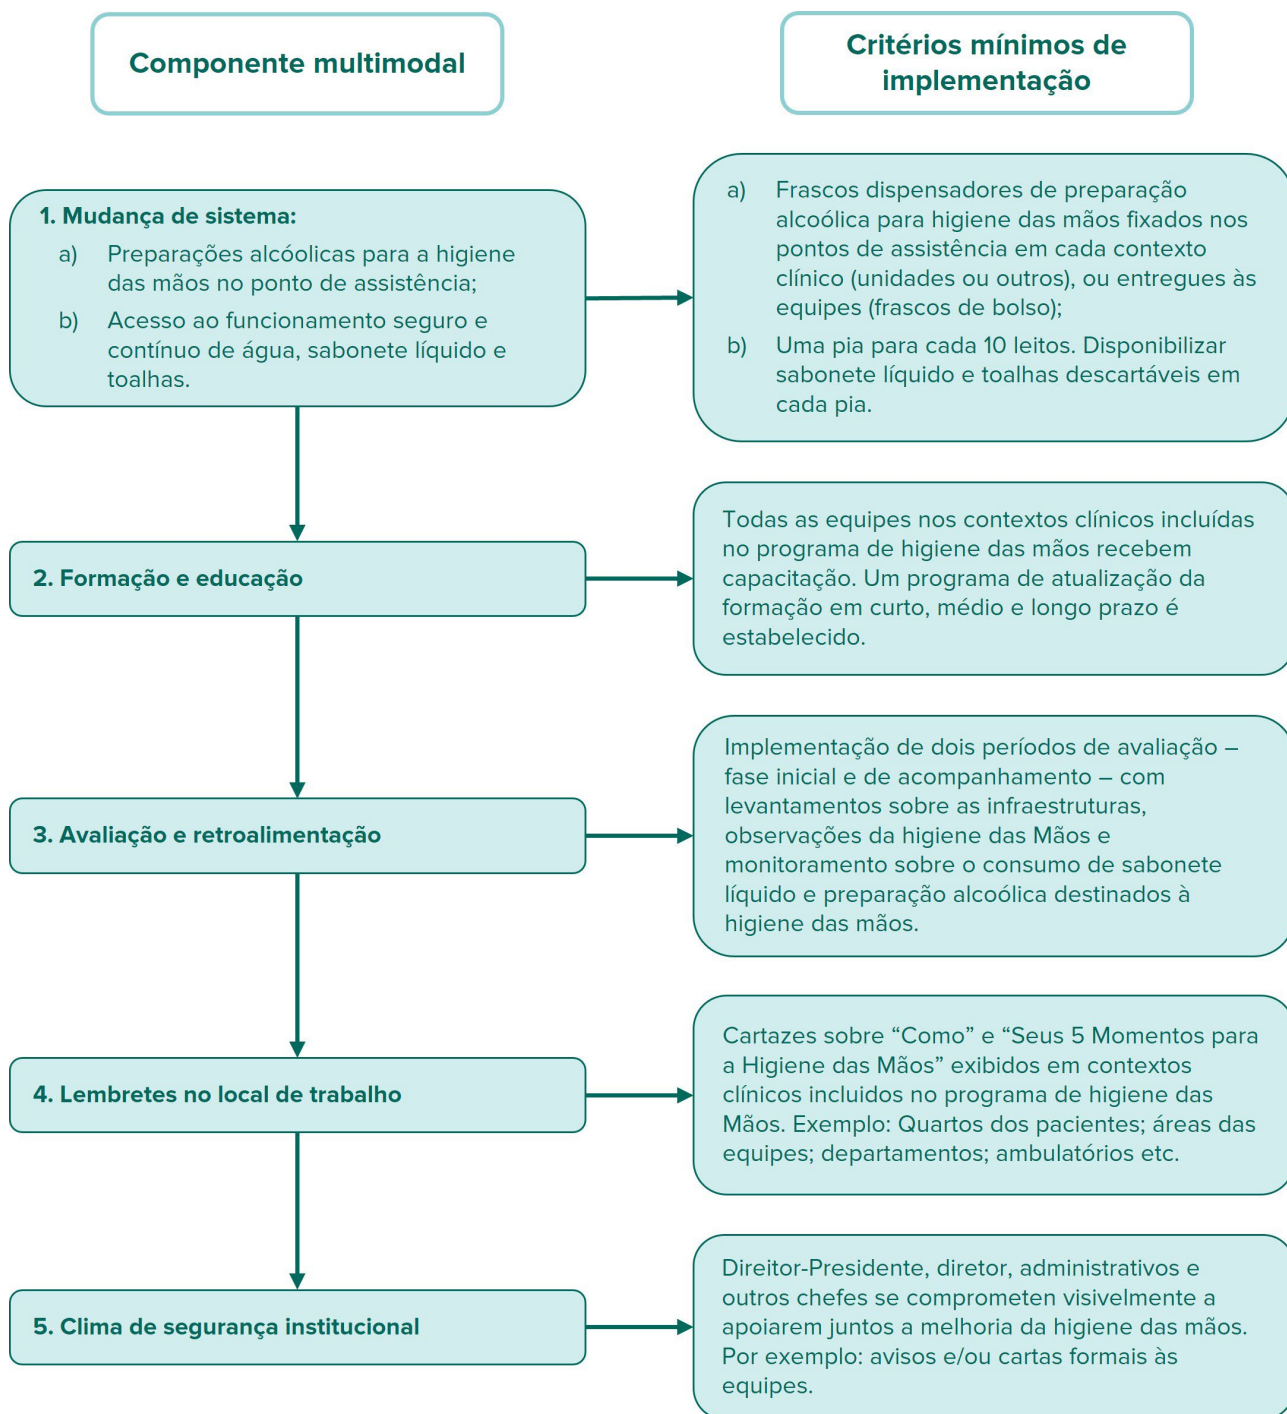 Componente multimodal
Critérios mínimos de
implementação
1. Mudança de sistema:
a) Preparações alcóolicas para a higiene
das mãos no ponto de assistência;
b) Acesso ao funcionamento seguro e
contínuo de água, sabonete líquido e
toalhas.
a) Frascos dispensadores de preparação
alcoólica para higiene das mãos fixados nos
pontos de assistência em cada contexto
clínico (unidades ou outros), ou entregues às
equipes (frascos de bolso);
b) Uma pia para cada 10 leitos. Disponibilizar
sabonete líquido e toalhas descartáveis em
cada pia.
2. Formação e educação
Todas as equipes nos contextos clínicos incluídas
no programa de higiene das mãos recebem
capacitação. Um programa de atualização da
formação em curto, médio e longo prazo é
estabelecido.
3. Avaliação e retroalimentação
Implementação de dois períodos de avaliação –
fase inicial e de acompanhamento – com
levantamentos sobre as infraestruturas,
observações da higiene das Mãos e
monitoramento sobre o consumo de sabonete
líquido e preparação alcoólica destinados à
higiene das mãos.
4. Lembretes no local de trabalho
Cartazes sobre “Como” e “Seus 5 Momentos para
a Higiene das Mãos” exibidos em contextos
clínicos incluidos no programa de higiene das
Mãos. Exemplo: Quartos dos pacientes; áreas das
equipes; departamentos; ambulatórios etc.
5. Clima de segurança institucional
Direitor-Presidente, diretor, administrativos e
outros chefes se comprometen visivelmente a
apoiarem juntos a melhoria da higiene das mãos.
Por exemplo: avisos e/ou cartas formais às
equipes.